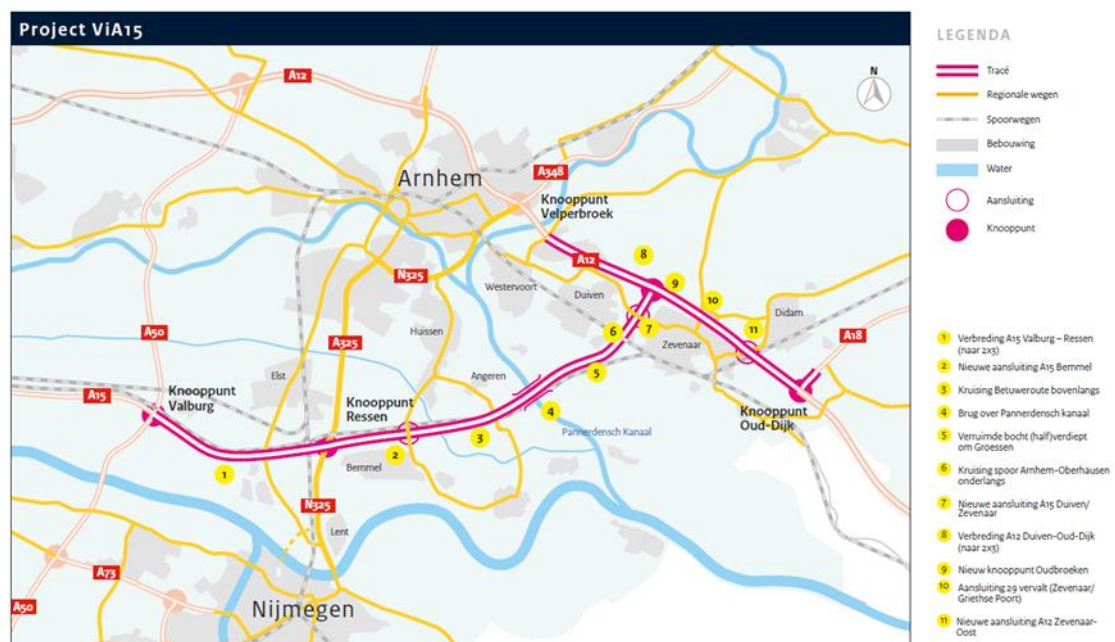 Project ViA15
N
A12
Arnhem
A348
Knooppunt
Velperbroek
A12
8
9
N325
Westervoort
Duiven
10
Didam
11
6
7
A50
Huissen
Zevenaar
A18
A325
Elst
Angeren
5
Knooppunt
Valburg
A15
Knooppunt
Ressen
4
Knooppunt
Oud-Dijk
3
Pannerdensch Kanaal
2
Bemmel
1
N325
Lent
A73
A50
Nijmegen
LEGENDA
Tracé
Regionale wegen
Spoorwegen
Bebouwing
Water
Aansluiting
Knooppunt
1 Verbreding A15 Valburg – Ressen
(naar 2x3)
2 Nieuwe aansluiting A15 Bemmel
3 Kruising Betuweroute bovenlangs
4 Brug over Pannerdensch kanaal
5 Verruimde bocht (half)verdiept
om Groessen
6 Kruising spoor Arnhem-Oberhausen
onderlangs
7 Nieuwe aansluiting A15 Duiven/
Zevenaar
8 Verbreding A12 Duiven-Oud-Dijk
(naar 2x3)
9 Nieuw knooppunt Oudbroeken
10 Aansluiting 29 vervalt (Zevenaar/
Griethse Poort)
11 Nieuwe aansluiting A12 Zevenaar-
Oost